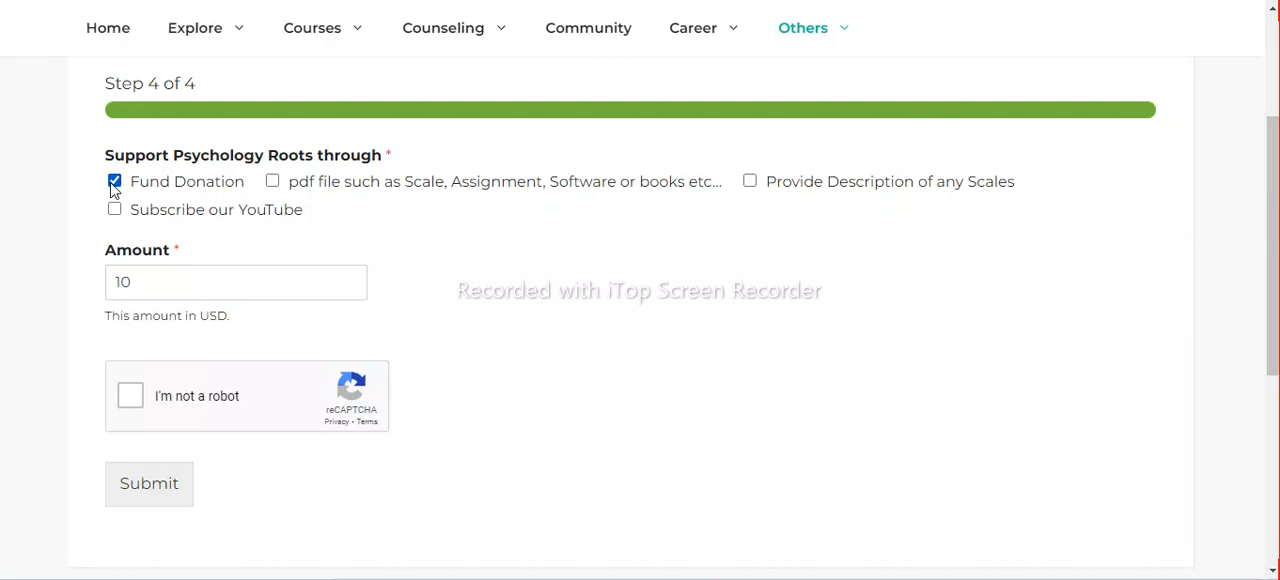 Home Explore Courses Counseling Community Career Others
Step 4 of 4
Support Psychology Roots through *
Fund Donation pdf file such as Scale, Assignment, Software or books etc... Provide Description of any Scales
Subscribe our YouTube
Amount *
10
Recorded with iTop Screen Recorder
This amount in USD.
I'm not a robot
reCAPTCHA
Privacy - Terms
Submit